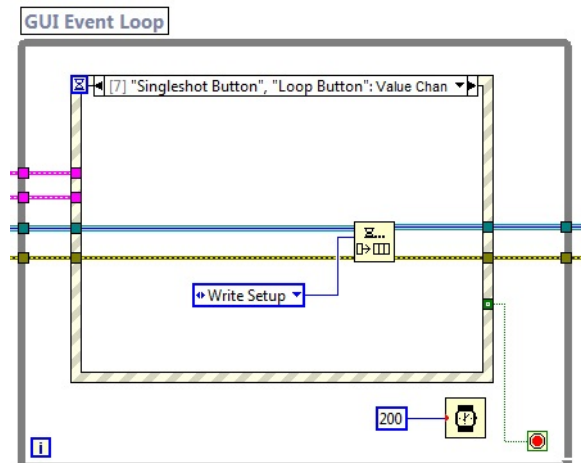 GUI Event Loop
[7] "Singleshot Button", "Loop Button": Value Chan
Write Setup
200
i